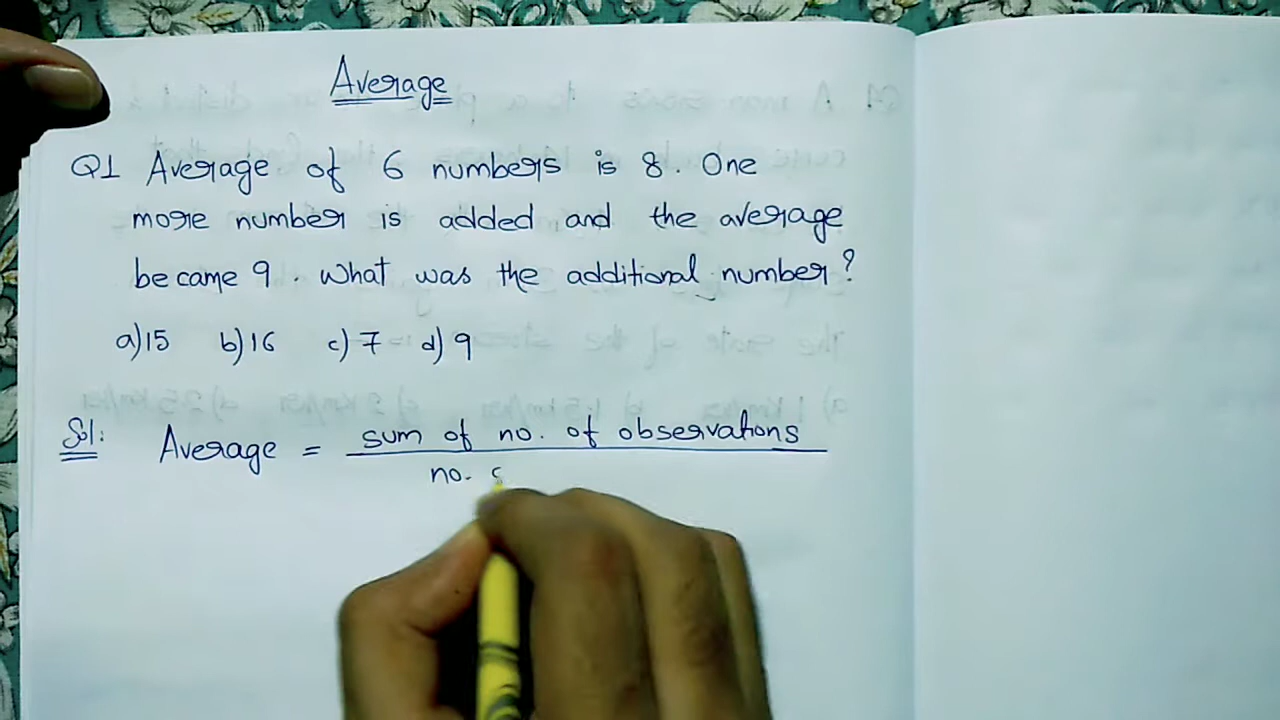 Average
Q1 Average of 6 numbers is 8. One
more number is added and the average
became 9. What was the additional number?
a) 15 b) 16 c) 7 d) 9
Sol: Average = sum of no. of observations
no.